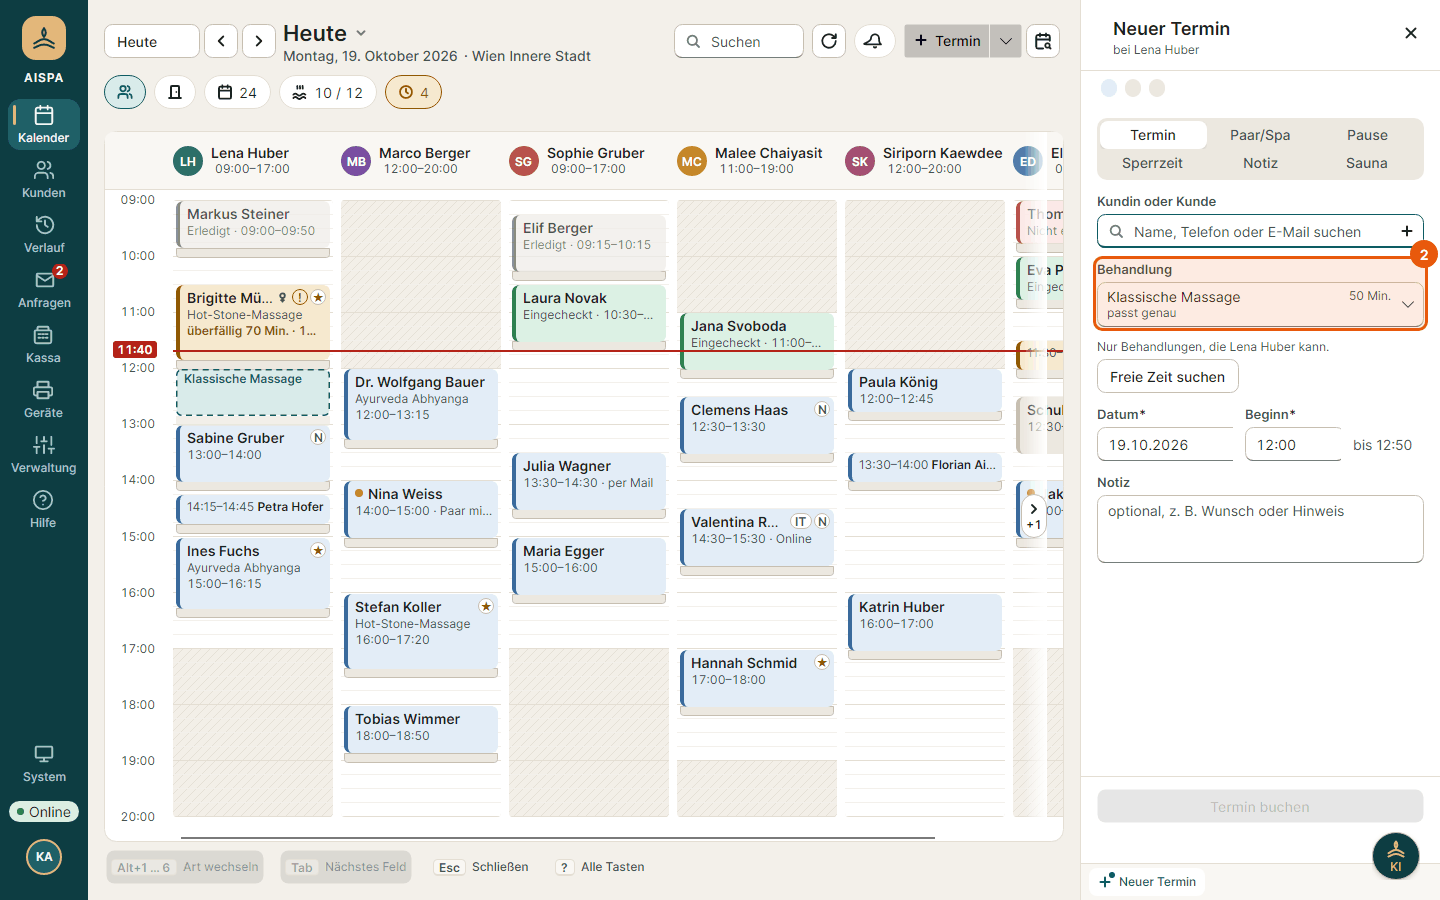 AISPA
Kalender
Kunden
Verlauf
2
Anfragen
Kassa
Geräte
Verwaltung
Hilfe
System
Online
KA
Heute
Heute
Montag, 19. Oktober 2026 · Wien Innere Stadt
Suchen
Termin
24
10 / 12
4
LH
Lena Huber
09:00–17:00
MB
Marco Berger
12:00–20:00
SG
Sophie Gruber
09:00–17:00
MC
Malee Chaiyasit
11:00–19:00
SK
Siriporn Kaewdee
12:00–20:00
ED
09:00
10:00
11:00
11:40
12:00
13:00
14:00
15:00
16:00
17:00
18:00
19:00
20:00
Markus Steiner
Erledigt · 09:00–09:50
Brigitte Mü...
Hot-Stone-Massage
überfällig 70 Min. · 1...
Klassische Massage
Sabine Gruber
N
13:00–14:00
14:15–14:45 Petra Hofer
Ines Fuchs
Ayurveda Abhyanga
15:00–16:15
Dr. Wolfgang Bauer
Ayurveda Abhyanga
12:00–13:15
Nina Weiss
14:00–15:00 · Paar mi...
Stefan Koller
Hot-Stone-Massage
16:00–17:20
Tobias Wimmer
18:00–18:50
Elif Berger
Erledigt · 09:15–10:15
Laura Novak
Eingecheckt · 10:30–...
Julia Wagner
13:30–14:30 · per Mail
Maria Egger
15:00–16:00
Jana Svoboda
Eingecheckt · 11:00–...
Clemens Haas
N
12:30–13:30
Valentina R...
IT
N
14:30–15:30 · Online
Hannah Schmid
17:00–18:00
Paula König
12:00–12:45
13:30–14:00 Florian Ai...
Katrin Huber
16:00–17:00
Eva P
+1
Alt+1 ... 6
Art wechseln
Tab
Nächstes Feld
Esc
Schließen
?
Alle Tasten
Neuer Termin
bei Lena Huber
Termin
Paar/Spa
Pause
Sperrzeit
Notiz
Sauna
Kundin oder Kunde
Name, Telefon oder E-Mail suchen
2
Behandlung
Klassische Massage
50 Min.
passt genau
Nur Behandlungen, die Lena Huber kann.
Freie Zeit suchen
Datum*
Beginn*
19.10.2026
12:00
bis 12:50
Notiz
optional, z. B. Wunsch oder Hinweis
Termin buchen
KI
Neuer Termin